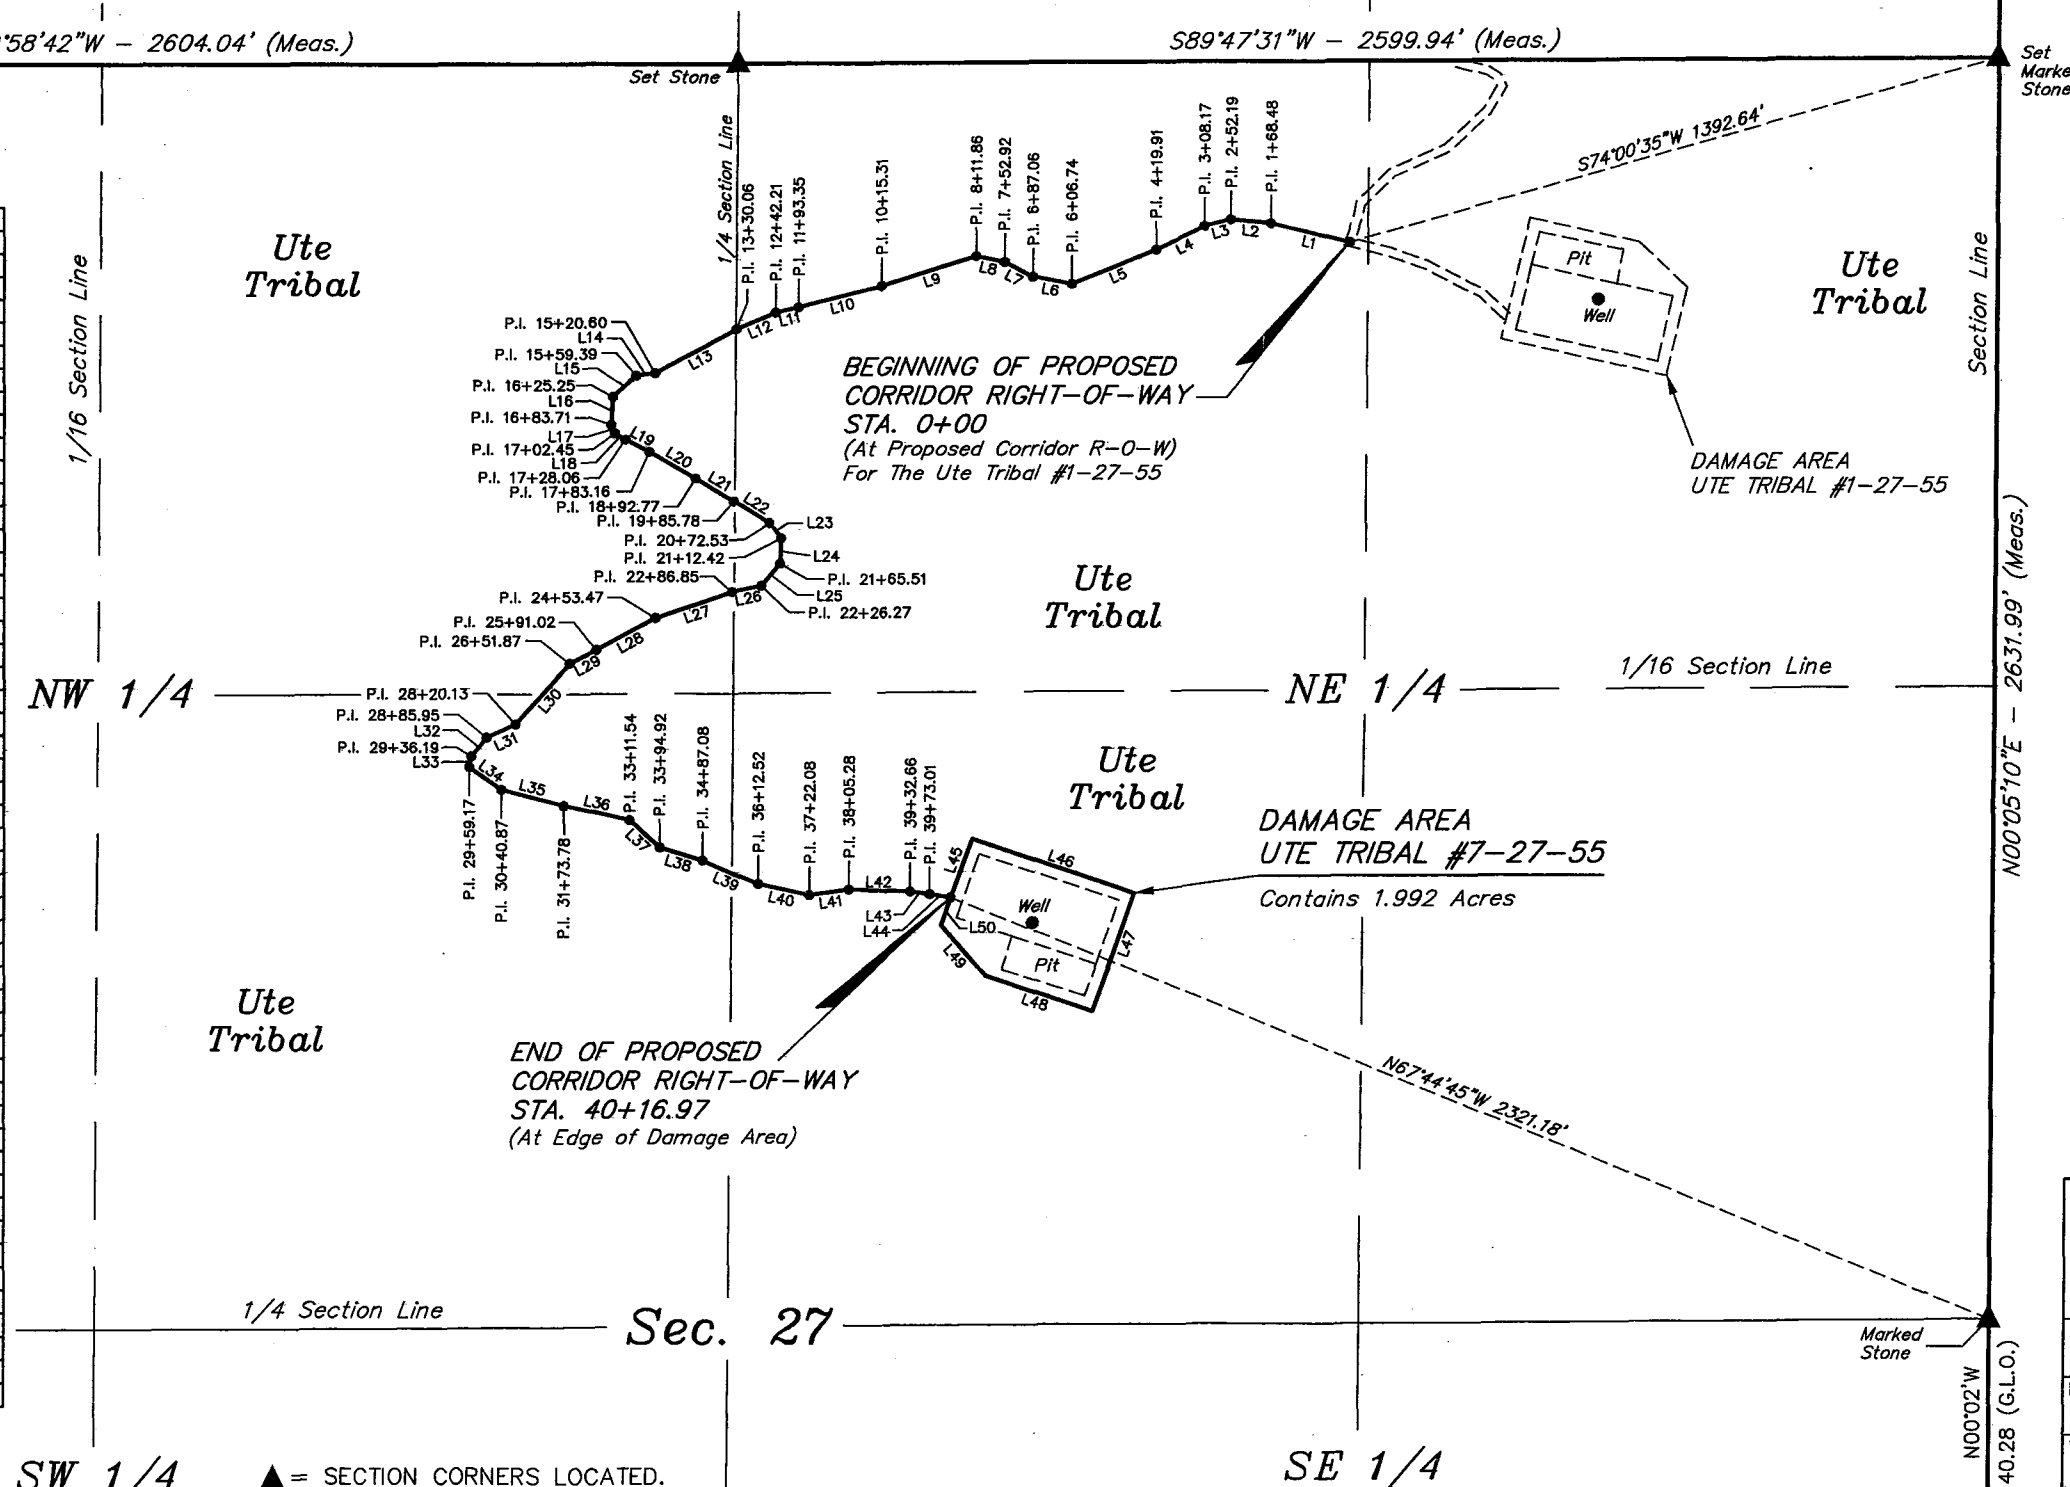 °58'42"W - 2604.04' (Meas.)
S89°47'31"W - 2599.94' (Meas.)
Set Stone
Set
Marke
Stone
1/4 Section Line
S74°00'35"W 1392.64'
P.I. 13+30.06
P.I. 12+42.21
P.I. 11+93.35
P.I. 10+15.31
P.I. 8+11.86
P.I. 7+52.92
P.I. 6+87.06
P.I. 6+06.74
P.I. 4+19.91
P.I. 3+08.17
P.I. 2+52.19
P.I. 1+68.48
L1
L2
L3
L4
L5
L6
L7
L8
L9
L10
L11
L12
L13
Ute
Tribal
1/16 Section Line
Pit
Well
Ute
Tribal
Section Line
P.I. 15+20.60
L14
P.I. 15+59.39
L15
P.I. 16+25.25
L16
P.I. 16+83.71
L17
P.I. 17+02.45
L18
P.I. 17+28.06
P.I. 17+83.16
P.I. 18+92.77
P.I. 19+85.78
P.I. 20+72.53
P.I. 21+12.42
P.I. 22+86.85
P.I. 24+53.47
P.I. 25+91.02
P.I. 26+51.87
L19
L20
L21
L22
L23
L24
P.I. 21+65.51
L25
P.I. 22+26.27
L26
L27
L28
L29
L30
BEGINNING OF PROPOSED
CORRIDOR RIGHT-OF-WAY
STA. 0+00
(At Proposed Corridor R-O-W)
For The Ute Tribal #1-27-55
DAMAGE AREA
UTE TRIBAL #1-27-55
Ute
Tribal
N00°05'10"E - 2631.99' (Meas.)
NW 1/4
NE 1/4
1/16 Section Line
P.I. 28+20.13
P.I. 28+85.95
L32
P.I. 29+36.19
L33
L31
L34
L35
L36
L37
L38
L39
L40
L41
L42
L43
L44
P.I. 29+59.17
P.I. 30+40.87
P.I. 31+73.78
P.I. 33+11.54
P.I. 33+94.92
P.I. 34+87.08
P.I. 36+12.52
P.I. 37+22.08
P.I. 38+05.28
P.I. 39+32.66
P.I. 39+73.01
Ute
Tribal
DAMAGE AREA
UTE TRIBAL #7-27-55
Contains 1.992 Acres
L45
L46
L47
L48
L49
L50
Well
Pit
Ute
Tribal
END OF PROPOSED
CORRIDOR RIGHT-OF-WAY
STA. 40+16.97
(At Edge of Damage Area)
N67°44'45"W 2321.18'
1/4 Section Line
Sec. 27
Marked
Stone
N00°02'W
40.28 (G.L.O.)
SW 1/4
▲ = SECTION CORNERS LOCATED.
SE 1/4